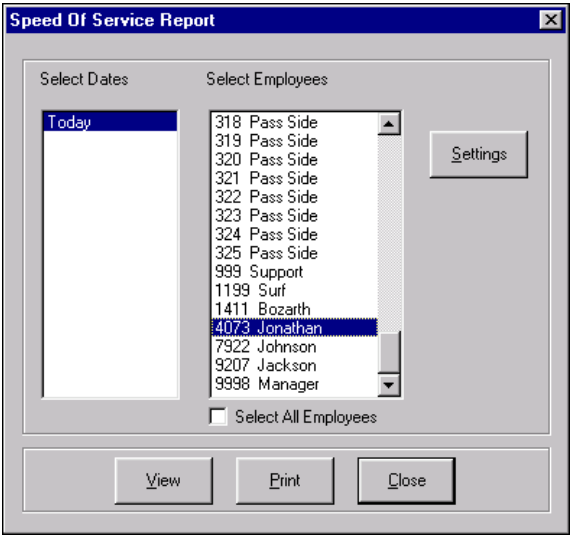 Speed Of Service Report
Select Dates
Select Employees
Today
318 Pass Side
319 Pass Side
320 Pass Side
321 Pass Side
322 Pass Side
323 Pass Side
324 Pass Side
325 Pass Side
999 Support
1199 Surf
1411 Bozarth
4073 Jonathan
7922 Johnson
9207 Jackson
9998 Manager
Settings
Select All Employees
View
Print
Close